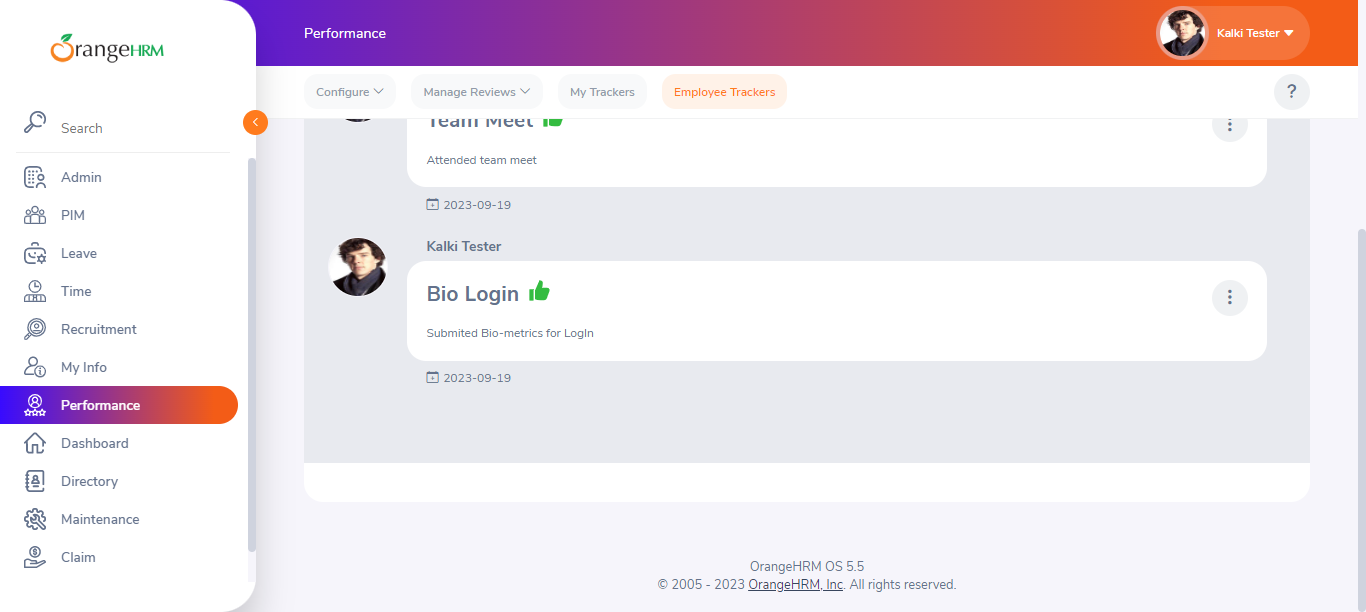 OrangeHRM
Search
Admin
PIM
Leave
Time
Recruitment
My Info
Performance
Dashboard
Directory
Maintenance
Claim
Performance
Kalki Tester
Configure
Manage Reviews
My Trackers
Employee Trackers
?
Team Meet
Attended team meet
2023-09-19
Kalki Tester
Bio Login
Submited Bio-metrics for LogIn
2023-09-19
OrangeHRM OS 5.5
© 2005 - 2023 OrangeHRM, Inc. All rights reserved.